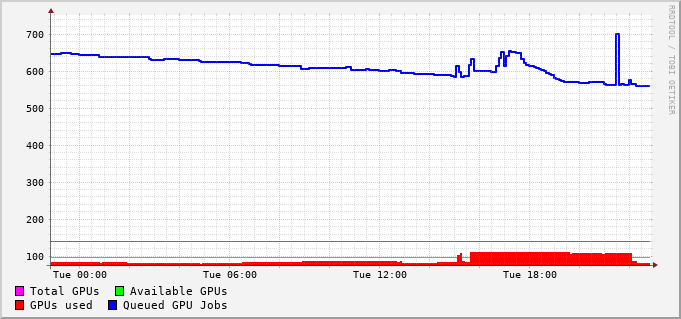 RRDTOOL / TOBI OETIKER
700
600
500
400
300
200
100
Tue 00:00 Tue 06:00 Tue 12:00 Tue 18:00
Total GPUs Available GPUs
GPUs used Queued GPU Jobs